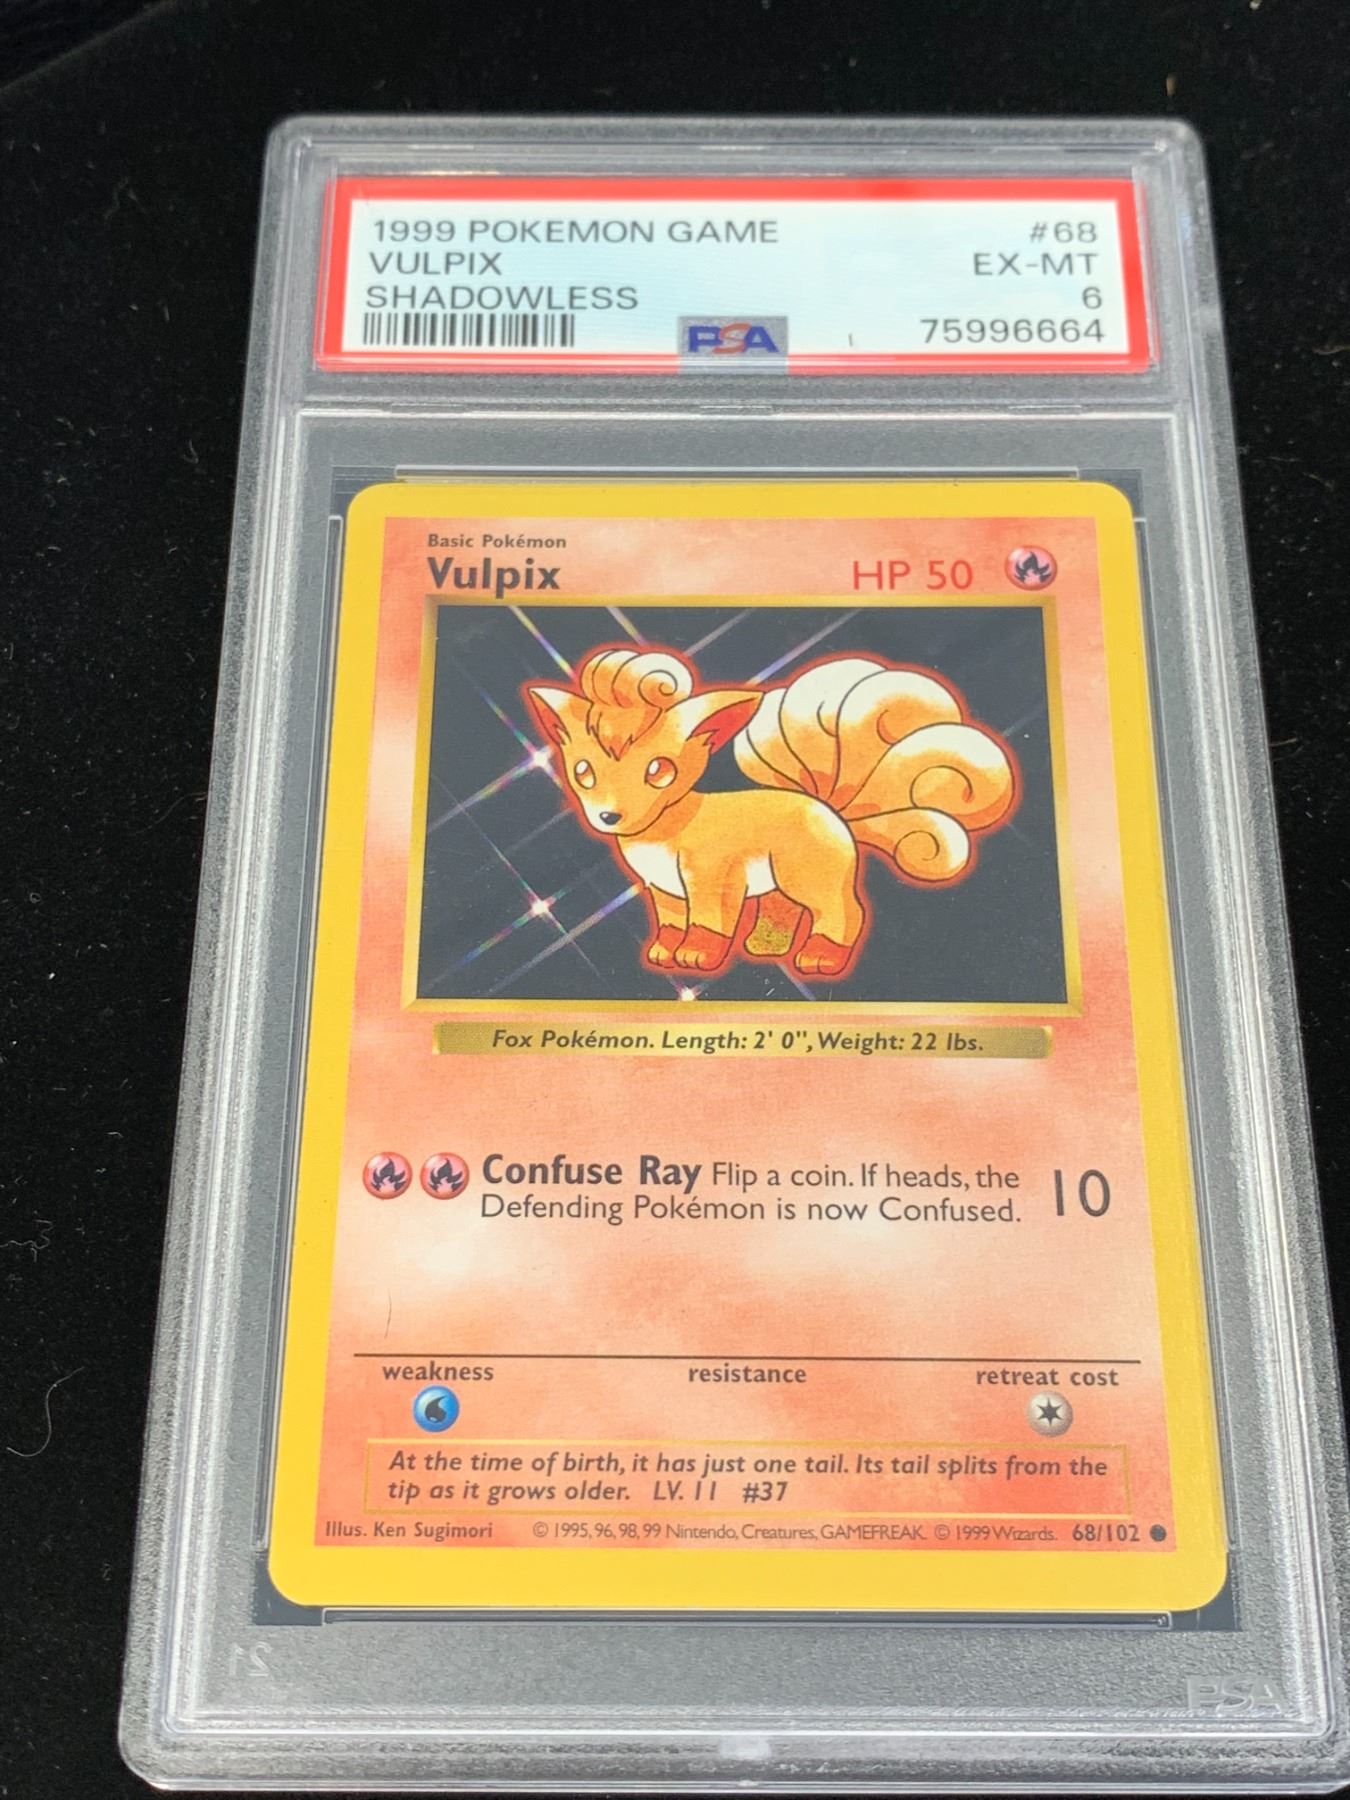 1999 POKEMON GAME #68
VULPIX EX-MT
SHADOWLESS 6
PSA 75996664
Basic Pokémon
Vulpix HP 50
Fox Pokémon. Length: 2' 0", Weight: 22 lbs.
Confuse Ray Flip a coin. If heads, the
Defending Pokémon is now Confused. 10
weakness resistance retreat cost
At the time of birth, it has just one tail. Its tail splits from the
tip as it grows older. LV. 11 #37
Illus. Ken Sugimori © 1995, 96, 98, 99 Nintendo, Creatures, GAMEFREAK. © 1999 Wizards. 68/102
PSA